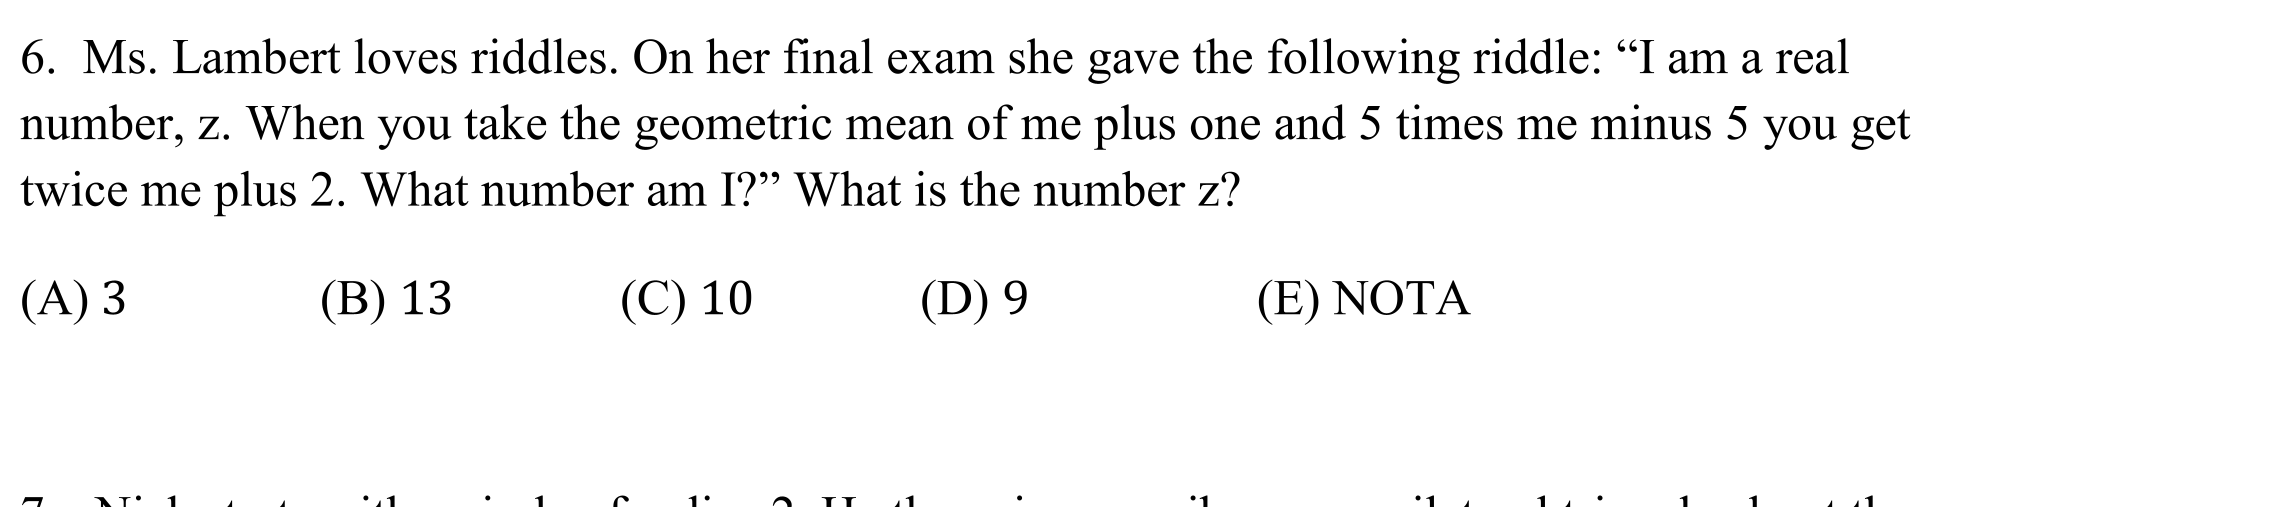 6. Ms. Lambert loves riddles. On her final exam she gave the following riddle: “I am a real
number, z. When you take the geometric mean of me plus one and 5 times me minus 5 you get
twice me plus 2. What number am I?” What is the number z?
(A) 3 (B) 13 (C) 10 (D) 9 (E) NOTA